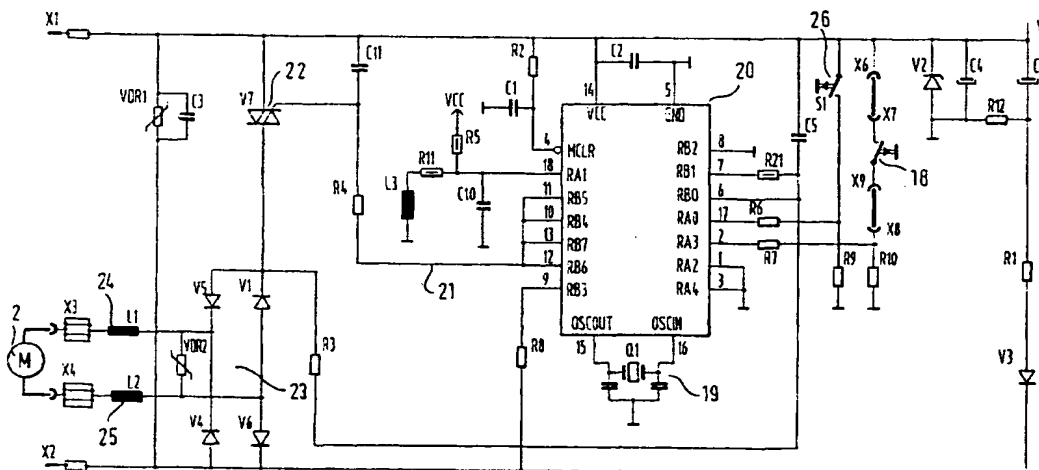 X1
26
V
22
C11
R2
C2
X6
V2
C4
C
VDR1
C3
V7
C1
14
5
20
S1
X7
R12
VCC
VCC
GND
C5
R5
4
MCLR
RB2
8
18
R11
18
RA1
RB1
7
R21
X9
L3
R4
C10
11
RB5
RB0
6
10
RB4
RA0
17
R6
X8
13
RB7
RA3
2
R7
12
RB6
RA2
1
R9
R10
R1
21
9
RB3
RA4
3
V5
V1
24
X3
L1
OSCOUT
OSCIN
2
M
VDR2
R3
R8
15
Q1
16
V3
X4
L2
23
19
25
V4
V6
X2